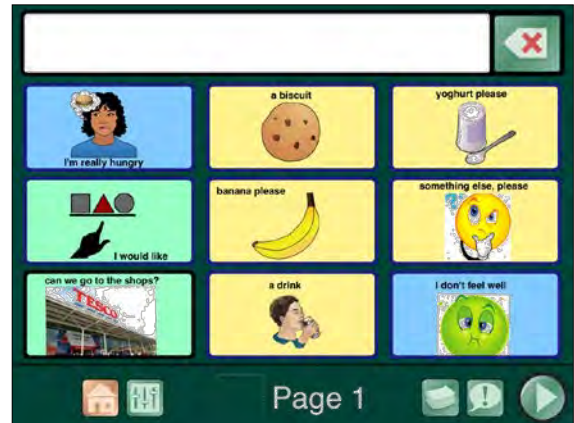 a biscuit
yoghurt please
I'm really hungry
banana please
something else, please
I would like
can we go to the shops?
TESCO
a drink
I don't feel well
Page 1